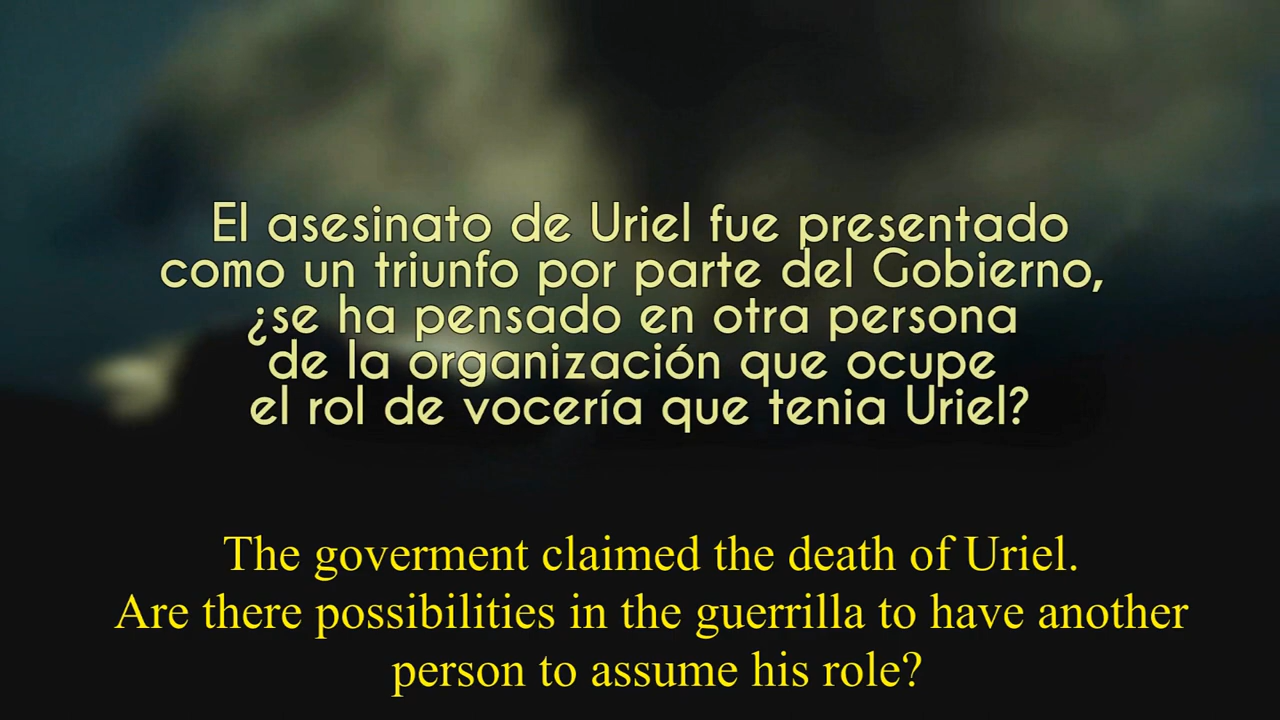 El asesinato de Uriel fue presentado
como un triunfo por parte del Gobierno,
¿se ha pensado en otra persona
de la organización que ocupe
el rol de vocería que tenia Uriel?
The goverment claimed the death of Uriel.
Are there possibilities in the guerrilla to have another
person to assume his role?